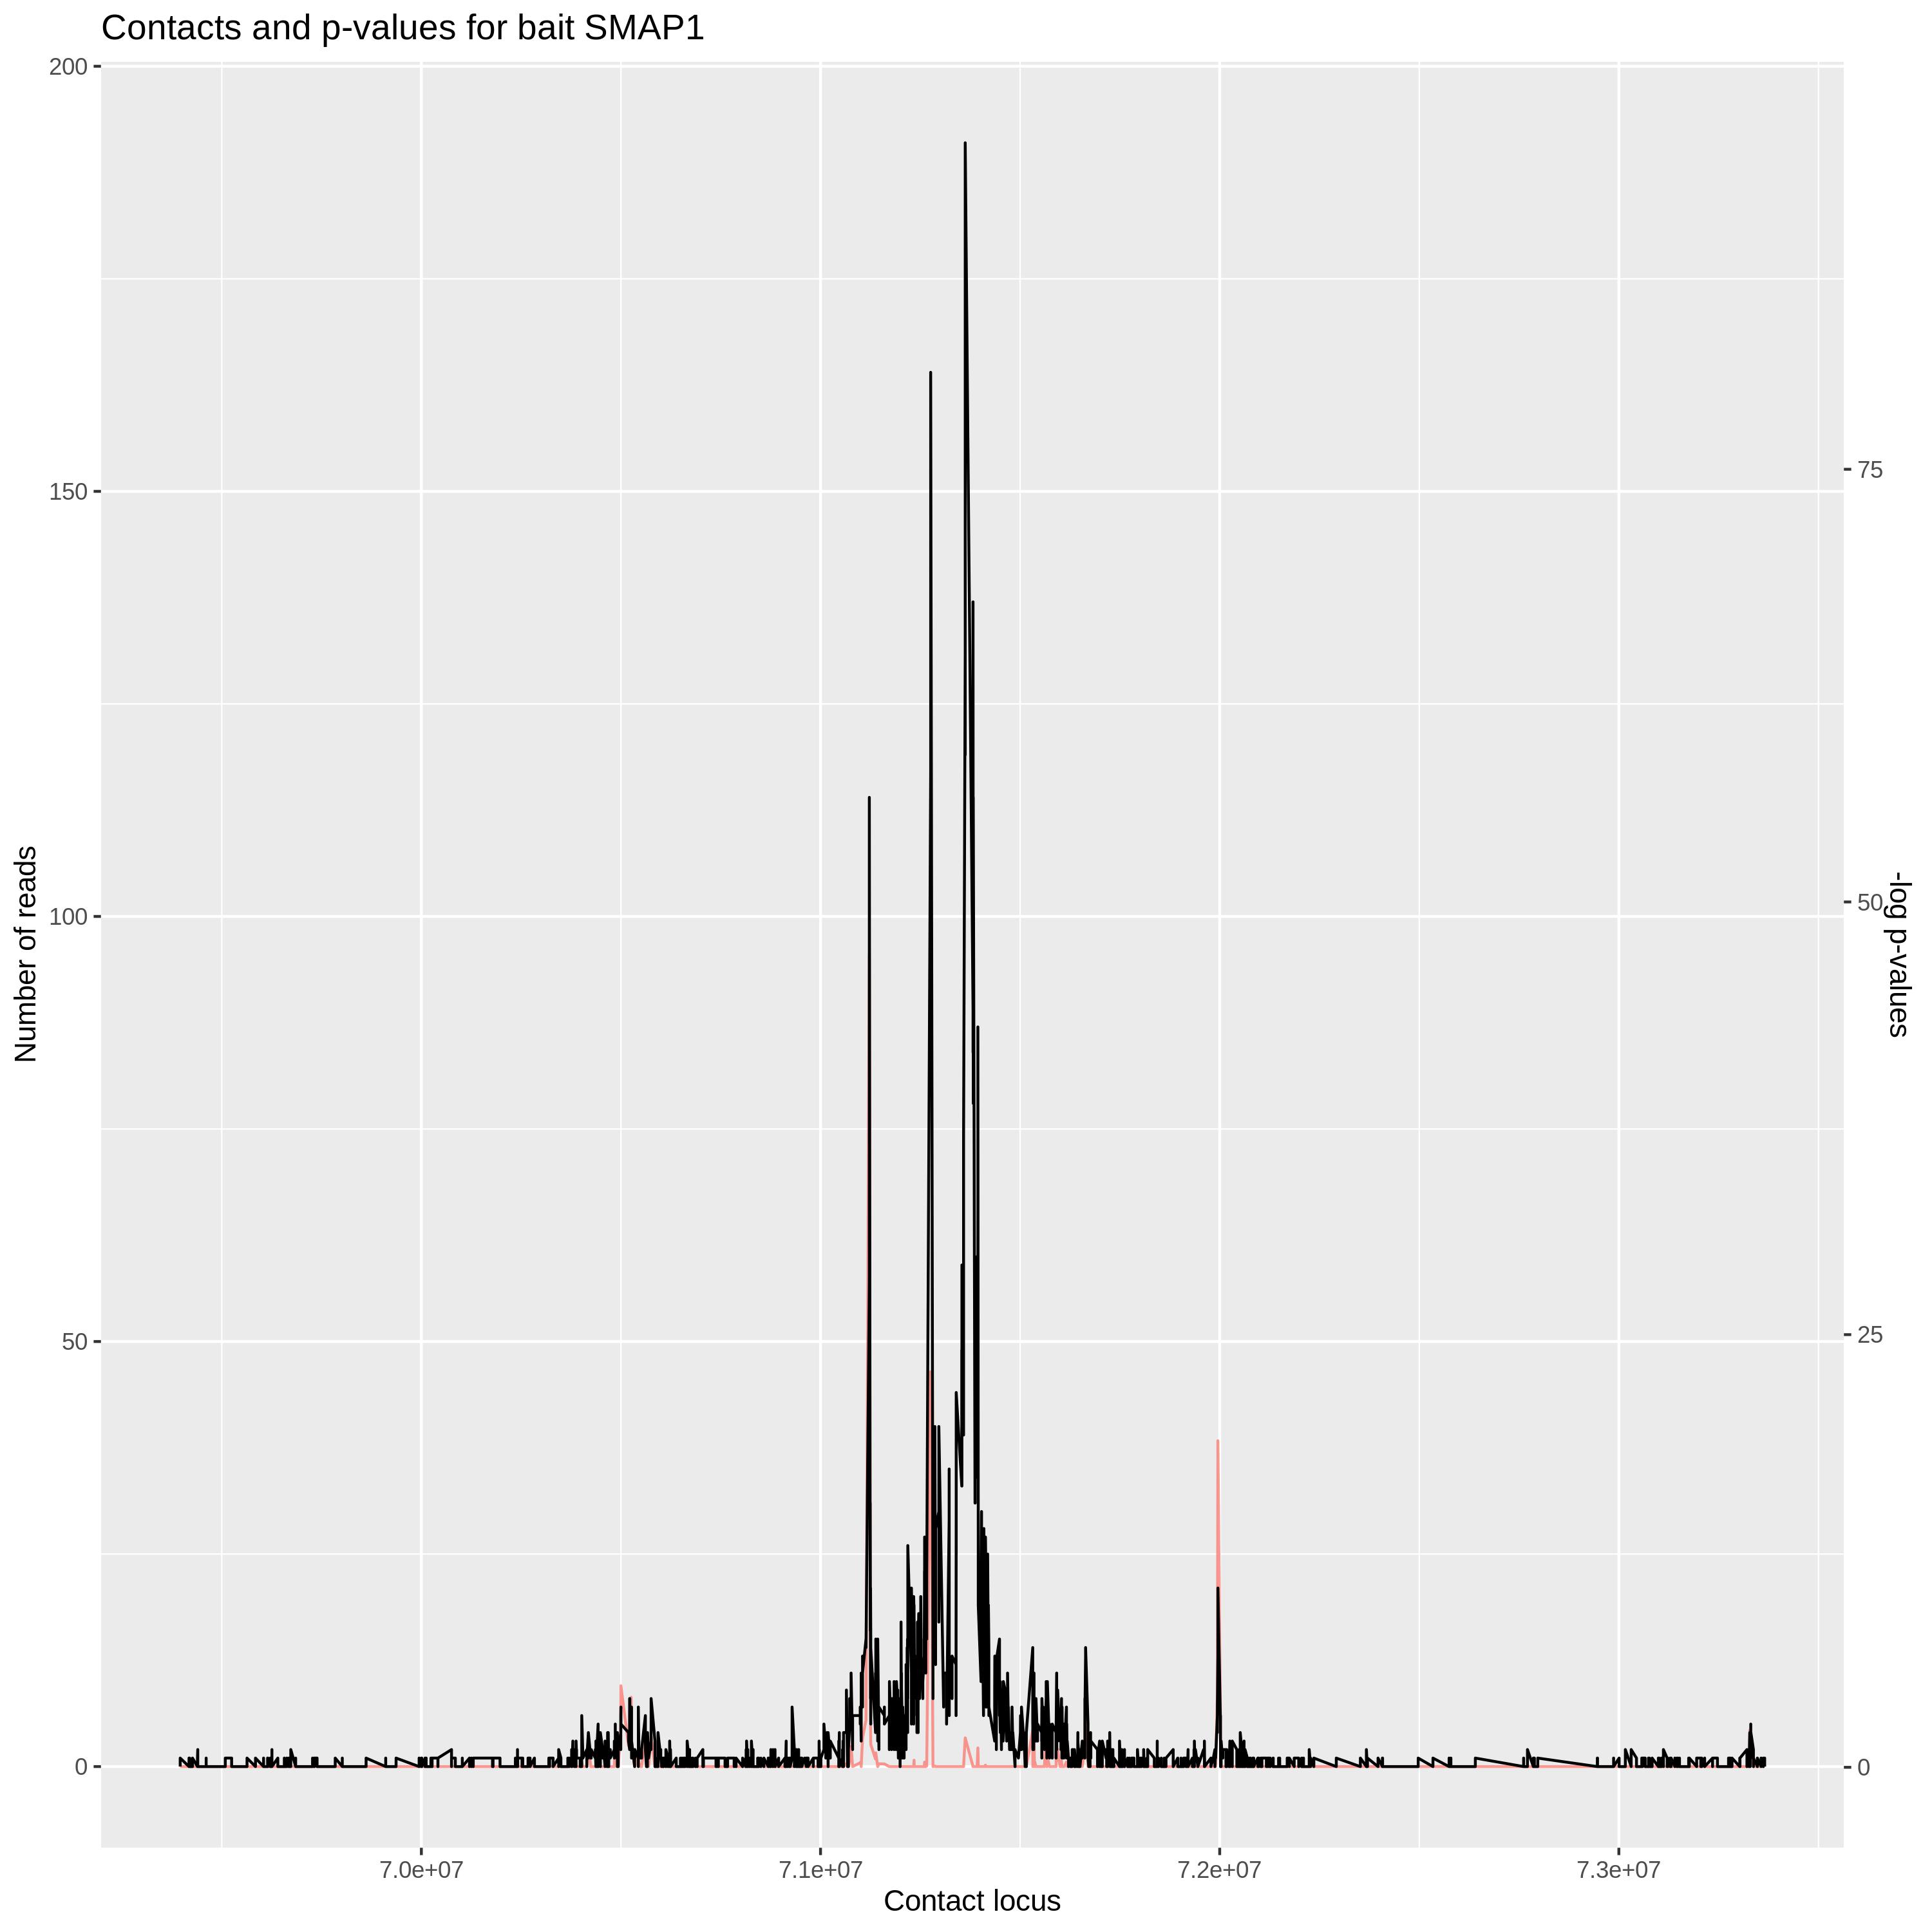 Contacts and p-values for bait SMAP1
200
150
100
50
0
Number of reads
75
50
25
0
-log p-values
7.0e+07
7.1e+07
7.2e+07
7.3e+07
Contact locus